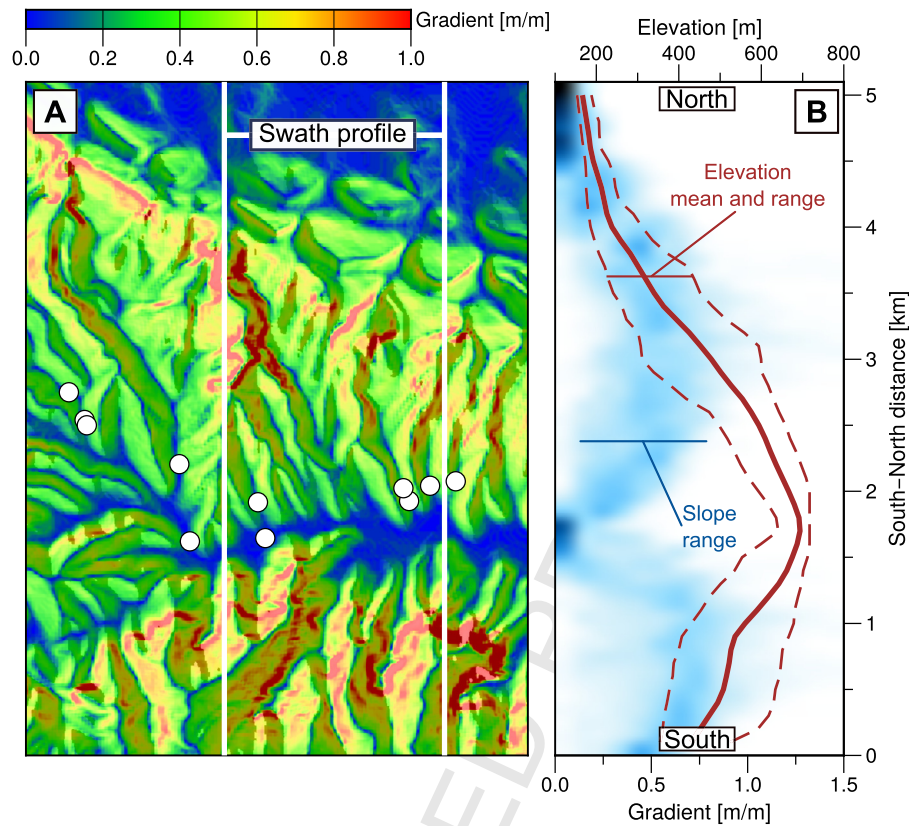 Gradient [m/m]
0.0 0.2 0.4 0.6 0.8 1.0
A
Swath profile
Elevation [m]
200 400 600 800
North
B
Elevation
mean and range
Slope
range
South
5
4
3
2
1
0
South–North distance [km]
0.0 0.5 1.0 1.5
Gradient [m/m]